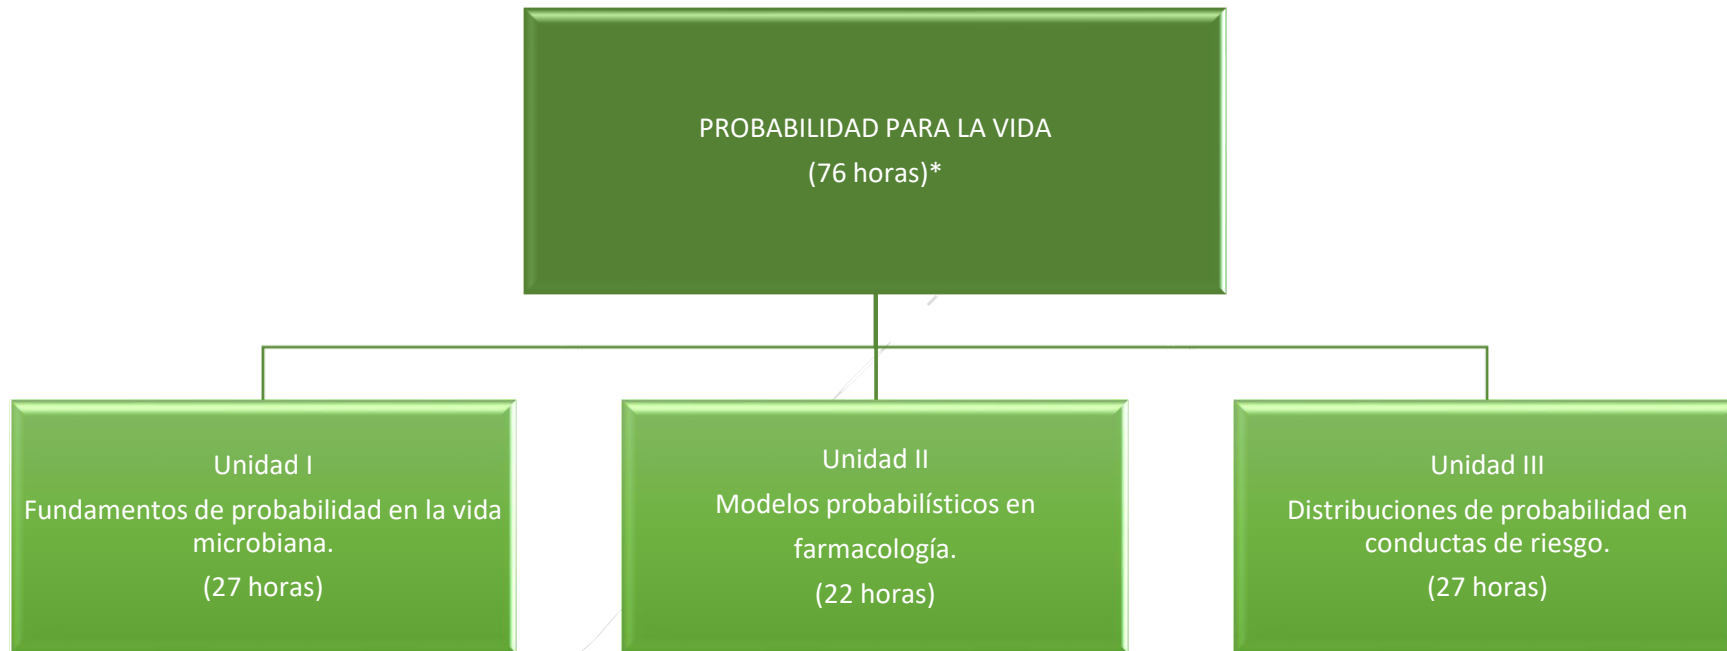 PROBABILIDAD PARA LA VIDA
(76 horas)*
Unidad I
Fundamentos de probabilidad en la vida
microbiana.
(27 horas)
Unidad II
Modelos probabilísticos en
farmacología.
(22 horas)
Unidad III
Distribuciones de probabilidad en
conductas de riesgo.
(27 horas)